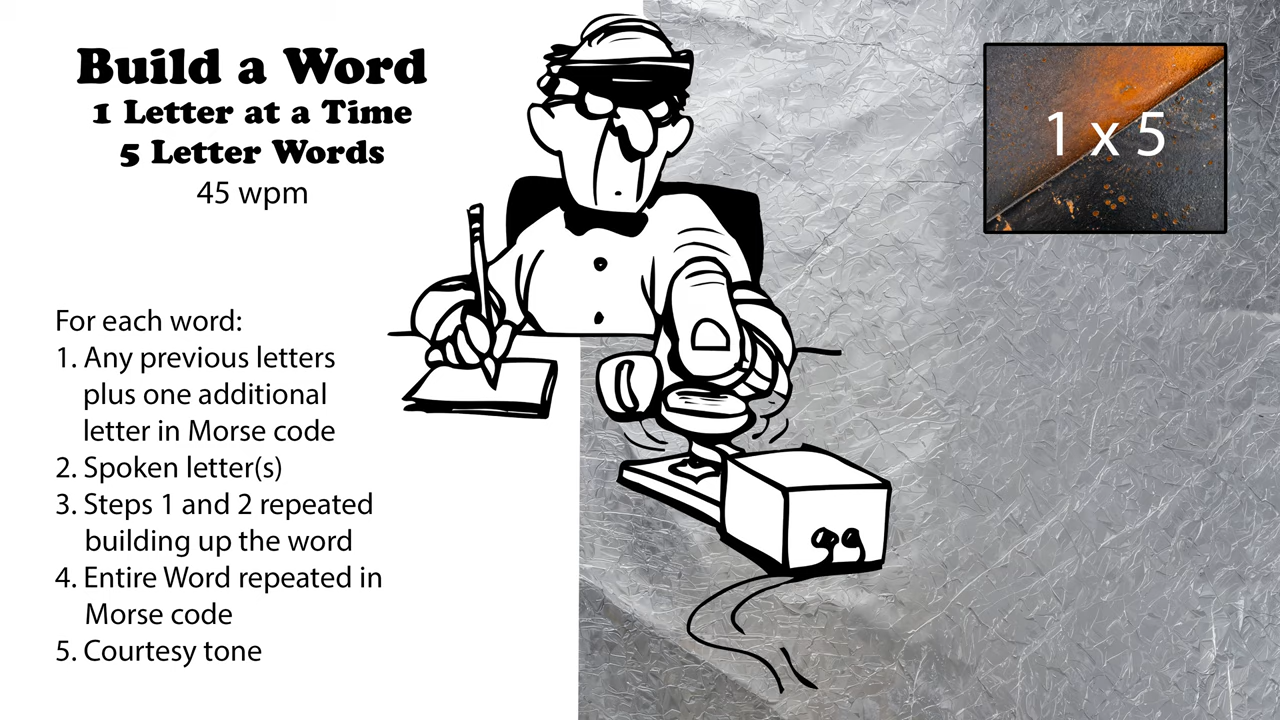 Build a Word
1 Letter at a Time
5 Letter Words
45 wpm
1 x 5
For each word:
1. Any previous letters
plus one additional
letter in Morse code
2. Spoken letter(s)
3. Steps 1 and 2 repeated
building up the word
4. Entire Word repeated in
Morse code
5. Courtesy tone